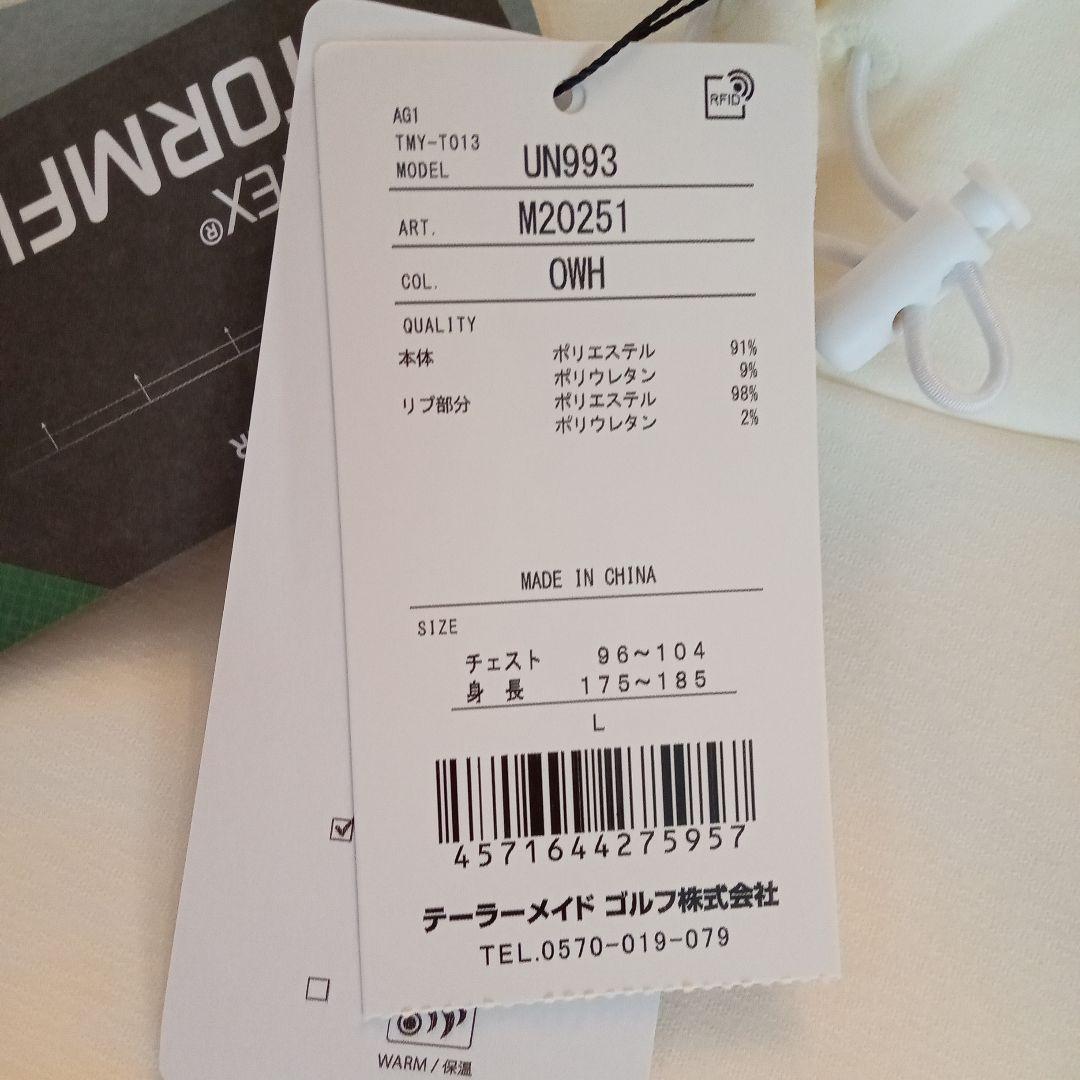 AG1
TMY-T013
MODEL UN993
RFID
ART. M20251
COL. OWH
QUALITY
本体 ポリエステル 91%
ポリウレタン 9%
リブ部分 ポリエステル 98%
ポリウレタン 2%
MADE IN CHINA
SIZE
チェスト 96~104
身長 175~185
L
4571644275957
テーラーメイド ゴルフ株式会社
TEL.0570-019-079
WARM / 保温
EX®